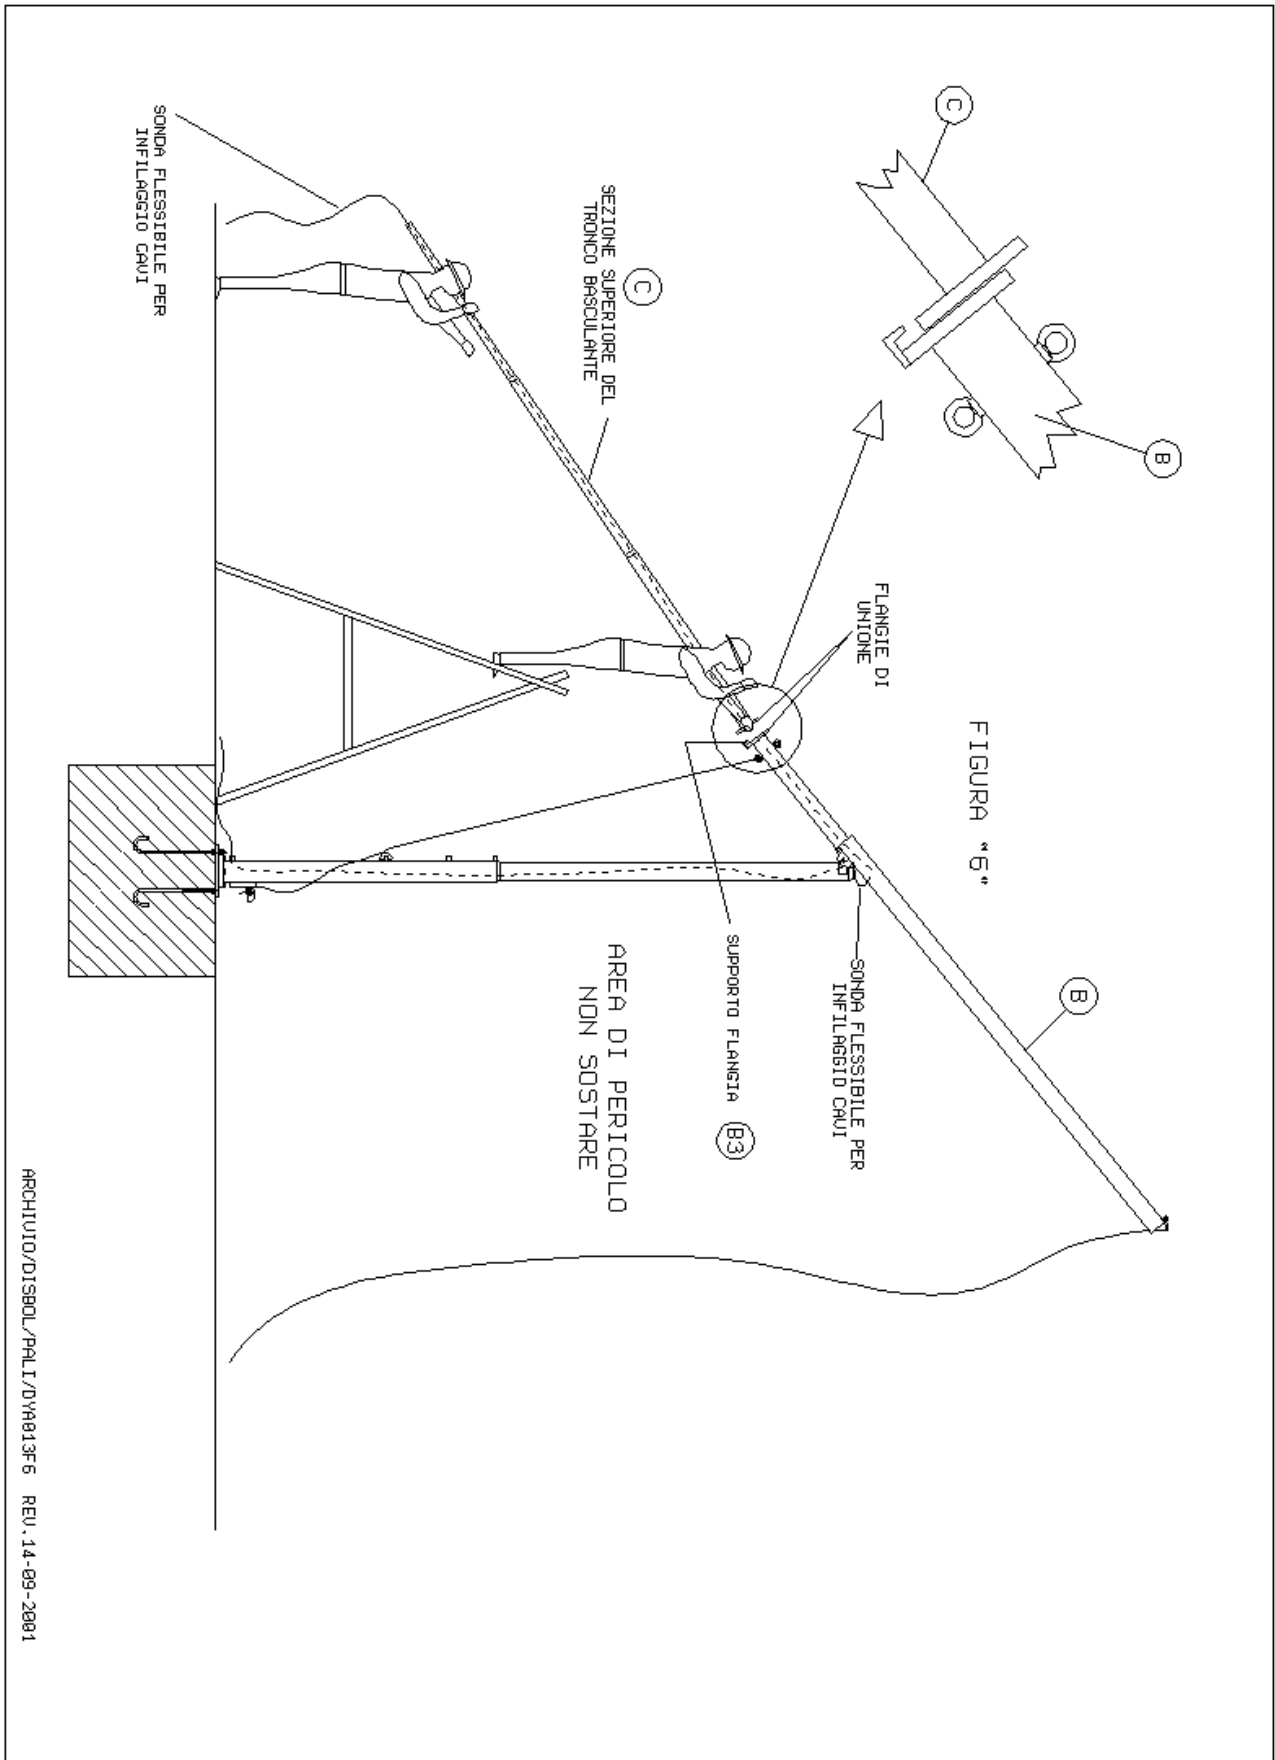 FIGURA "6"
C
B
FLANGIE DI
UNIONE
B
C
SEZIONE SUPERIORE DEL
TRONCO BASCULANTE
SONDA FLESSIBILE PER
INFILAGGIO CAVI
SONDA FLESSIBILE PER
INFILAGGIO CAVI
SUPPORTO FLANGIA B3
AREA DI PERICOLO
NON SOSTARE
ARCHIVIO/DISBOL/PALI/DYA013F6 REV.14-09-2001